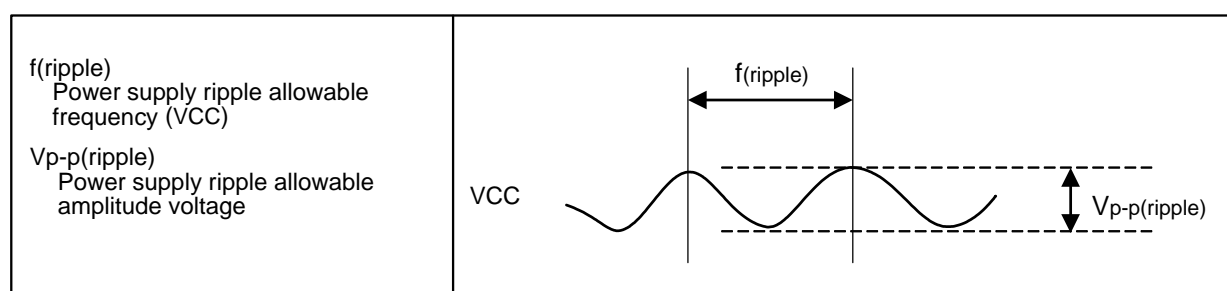 f(ripple)
Power supply ripple allowable
frequency (VCC)
Vp-p(ripple)
Power supply ripple allowable
amplitude voltage
f(ripple)
VCC
Vp-p(ripple)